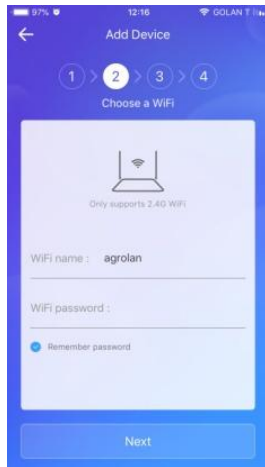 97% 12:16 GOLAN T
Add Device
1 > 2 > 3 > 4
Choose a WiFi
Only supports 2.4G WiFi
WiFi name : agrolan
WiFi password :
Remember password
Next